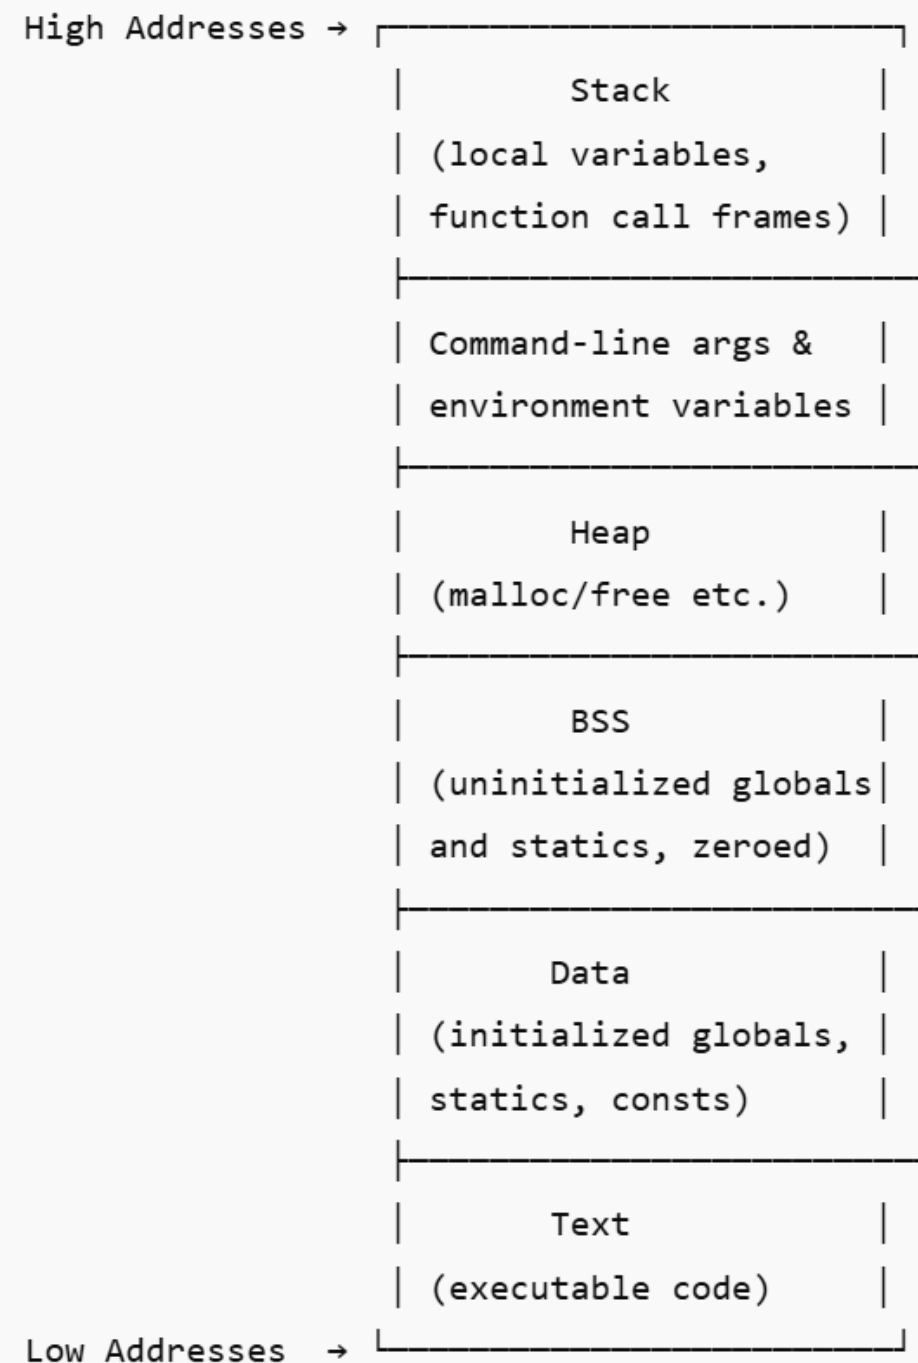 High Addresses →
Stack
(local variables,
function call frames)
Command-line args &
environment variables
Heap
(malloc/free etc.)
BSS
(uninitialized globals
and statics, zeroed)
Data
(initialized globals,
statics, consts)
Text
(executable code)
Low Addresses →